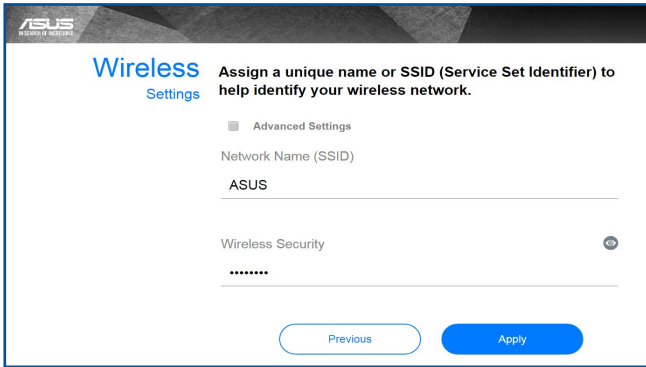 ASUS
IN SEARCH OF INCREDIBLE
Wireless
Settings
Assign a unique name or SSID (Service Set Identifier) to
help identify your wireless network.
Advanced Settings
Network Name (SSID)
ASUS
Wireless Security
••••••••
Previous
Apply